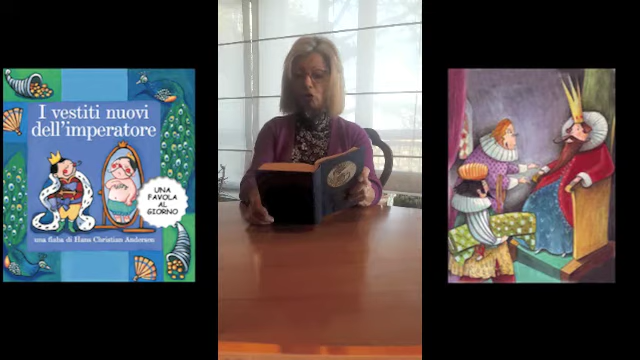 I vestiti nuovi
dell'imperatore
UNA
FAVOLA
AL
GIORNO
una fiaba di Hans Christian Andersen